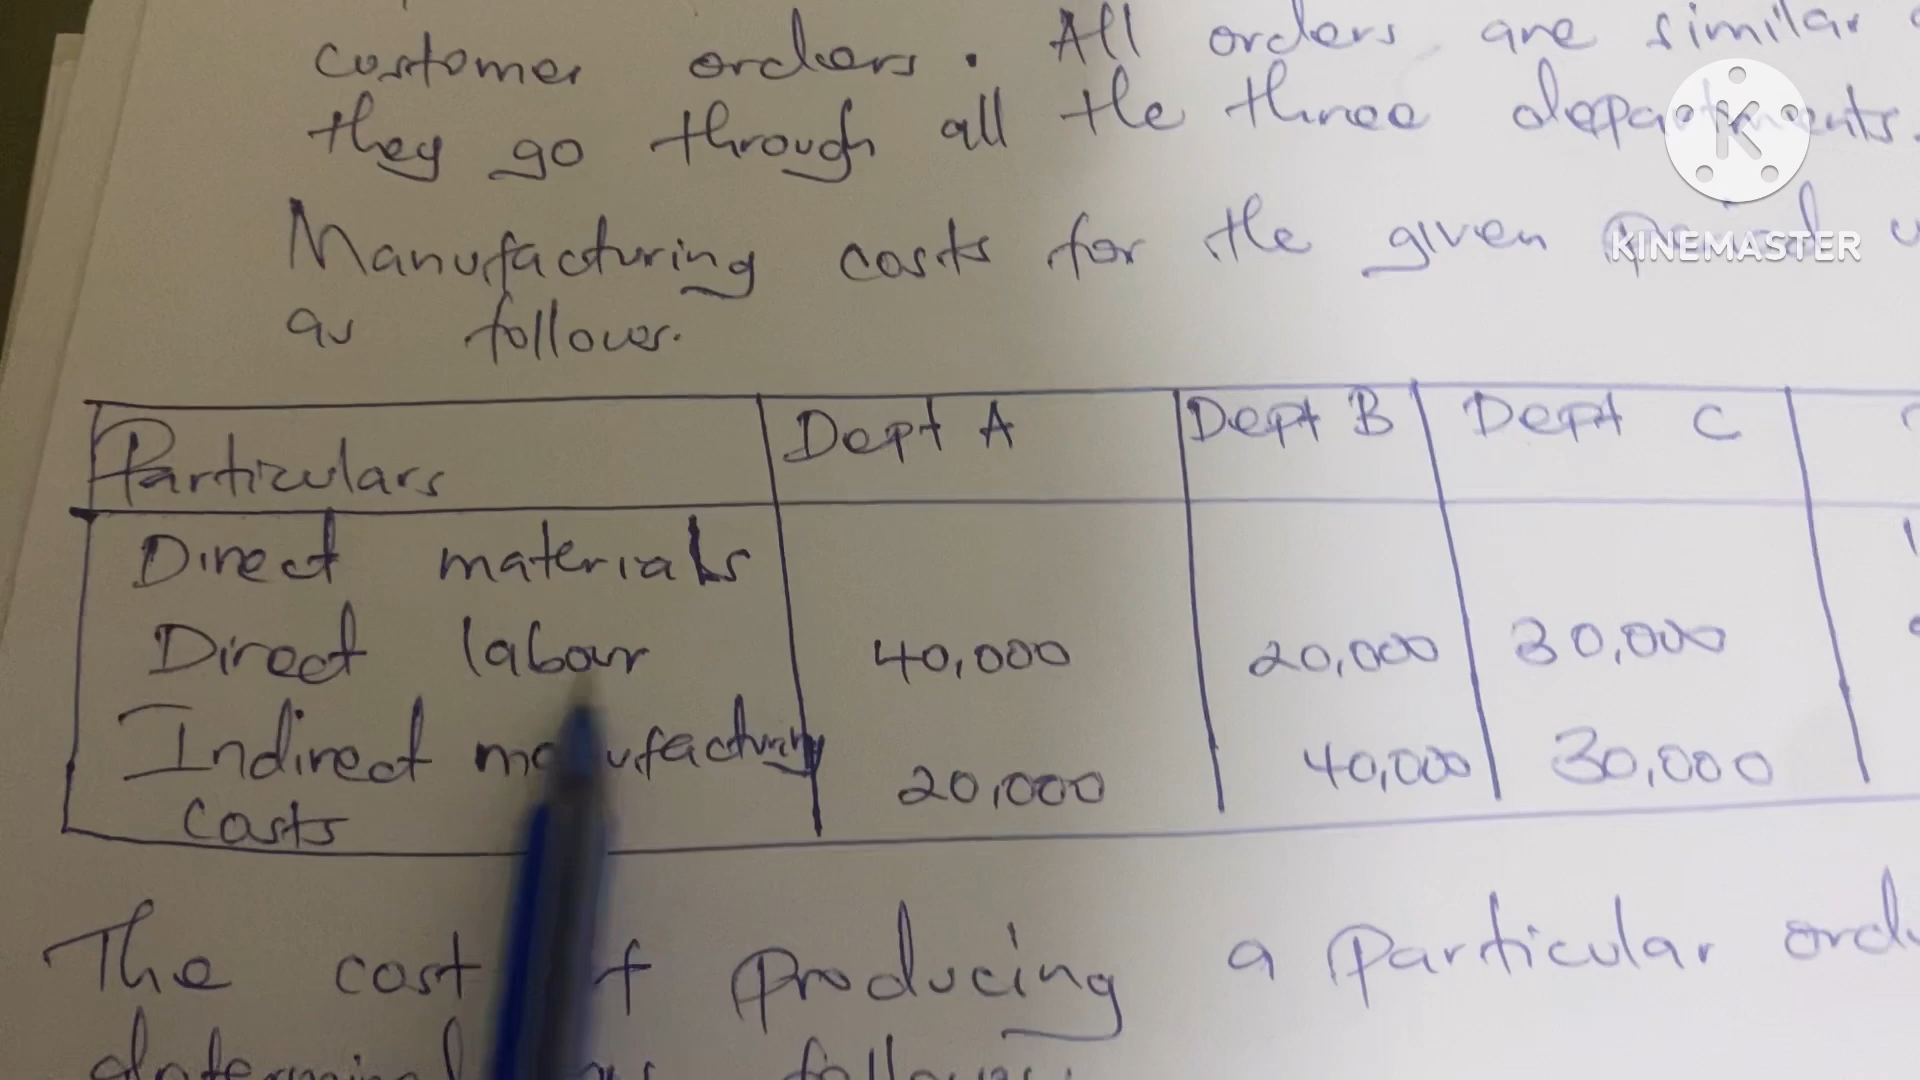 customer orders. All orders are similar
they go through all the three departments.
Manufacturing costs for the given period
as follows.
KINEMASTER
Particulars Dept A Dept B Dept C
Direct materials
Direct labour 40,000 20,000 30,000
Indirect manufacturing 20,000 40,000 30,000
costs
The cost of producing a particular
follows: